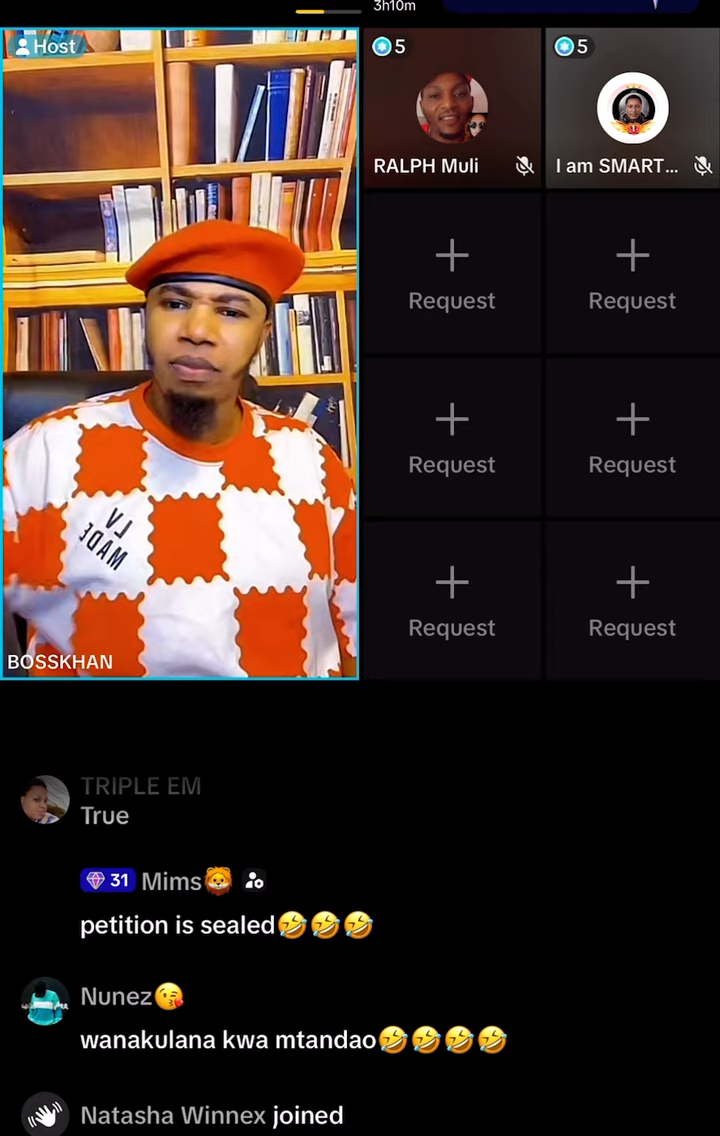 3h10m
Host
5
5
RALPH Muli
I am SMART...
Request
Request
Request
Request
Request
Request
LV
MADE
BOSSKHAN
TRIPLE EM
True
31 Mims🦁
petition is sealed🤣🤣🤣
Nunez😘
wanakulana kwa mtandao🤣🤣🤣🤣
Natasha Winnex joined